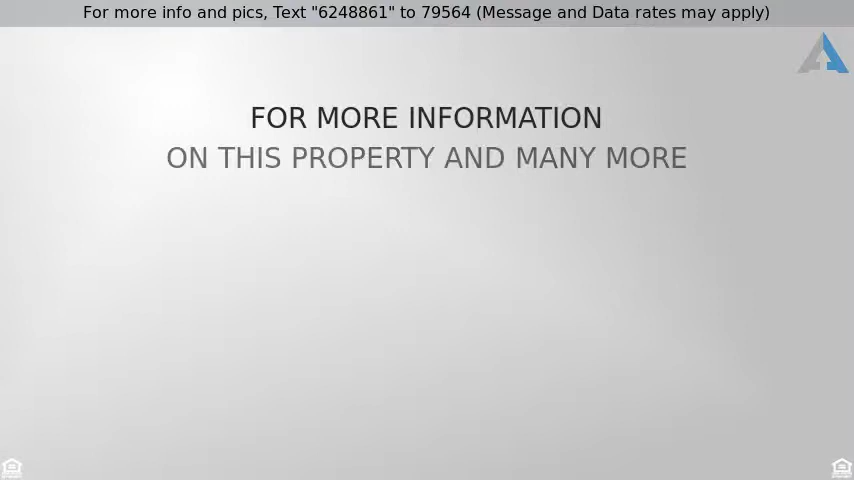 For more info and pics, Text "6248861" to 79564 (Message and Data rates may apply)
FOR MORE INFORMATION
ON THIS PROPERTY AND MANY MORE